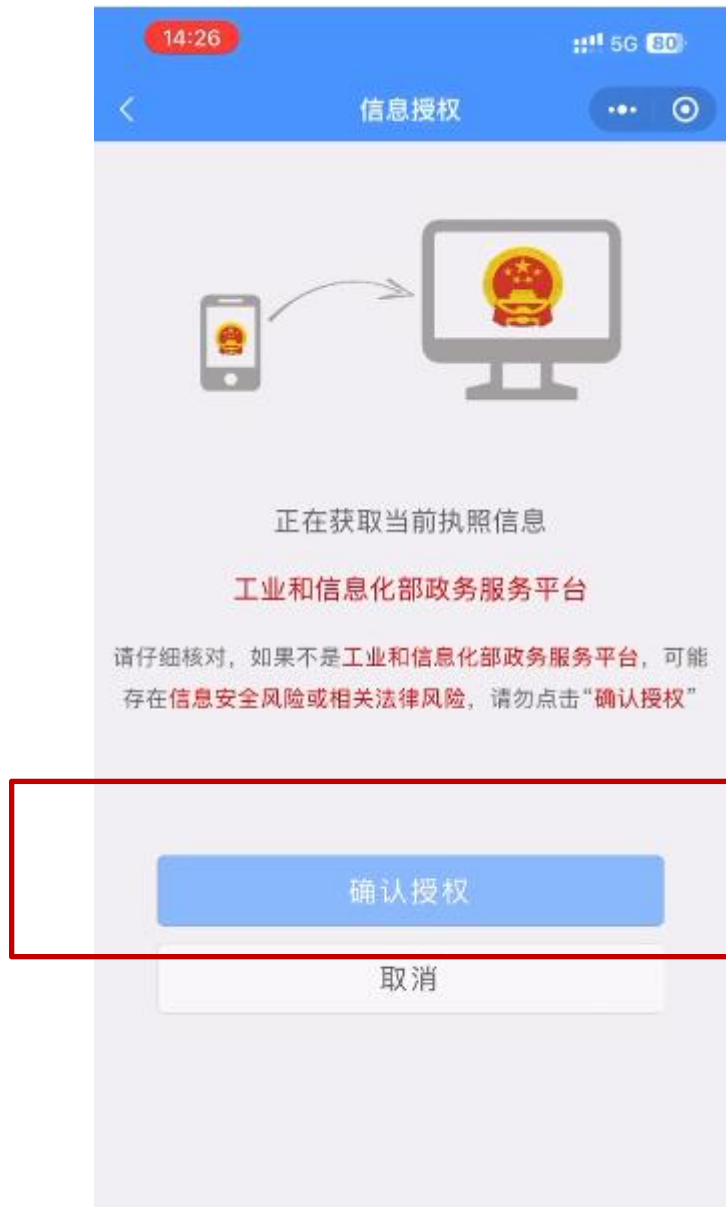 14:26
5G 80
信息授权
正在获取当前执照信息
工业和信息化部政务服务平台
请仔细核对，如果不是工业和信息化部政务服务平台，可能
存在信息安全风险或相关法律风险，请勿点击“确认授权”
确认授权
取消